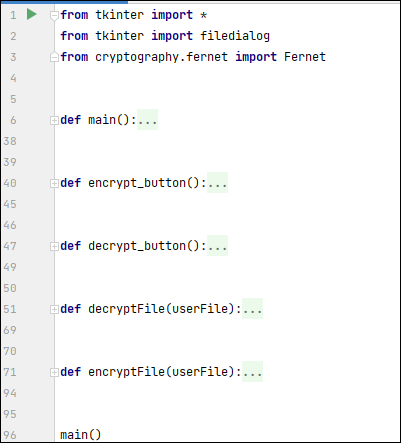 1 from tkinter import *
2 from tkinter import filedialog
3 from cryptography.fernet import Fernet
4
5
6 def main():...
38
39
40 def encrypt_button():...
45
46
47 def decrypt_button():...
49
50
51 def decryptFile(userFile):...
69
70
71 def encryptFile(userFile):...
94
95
96 main()